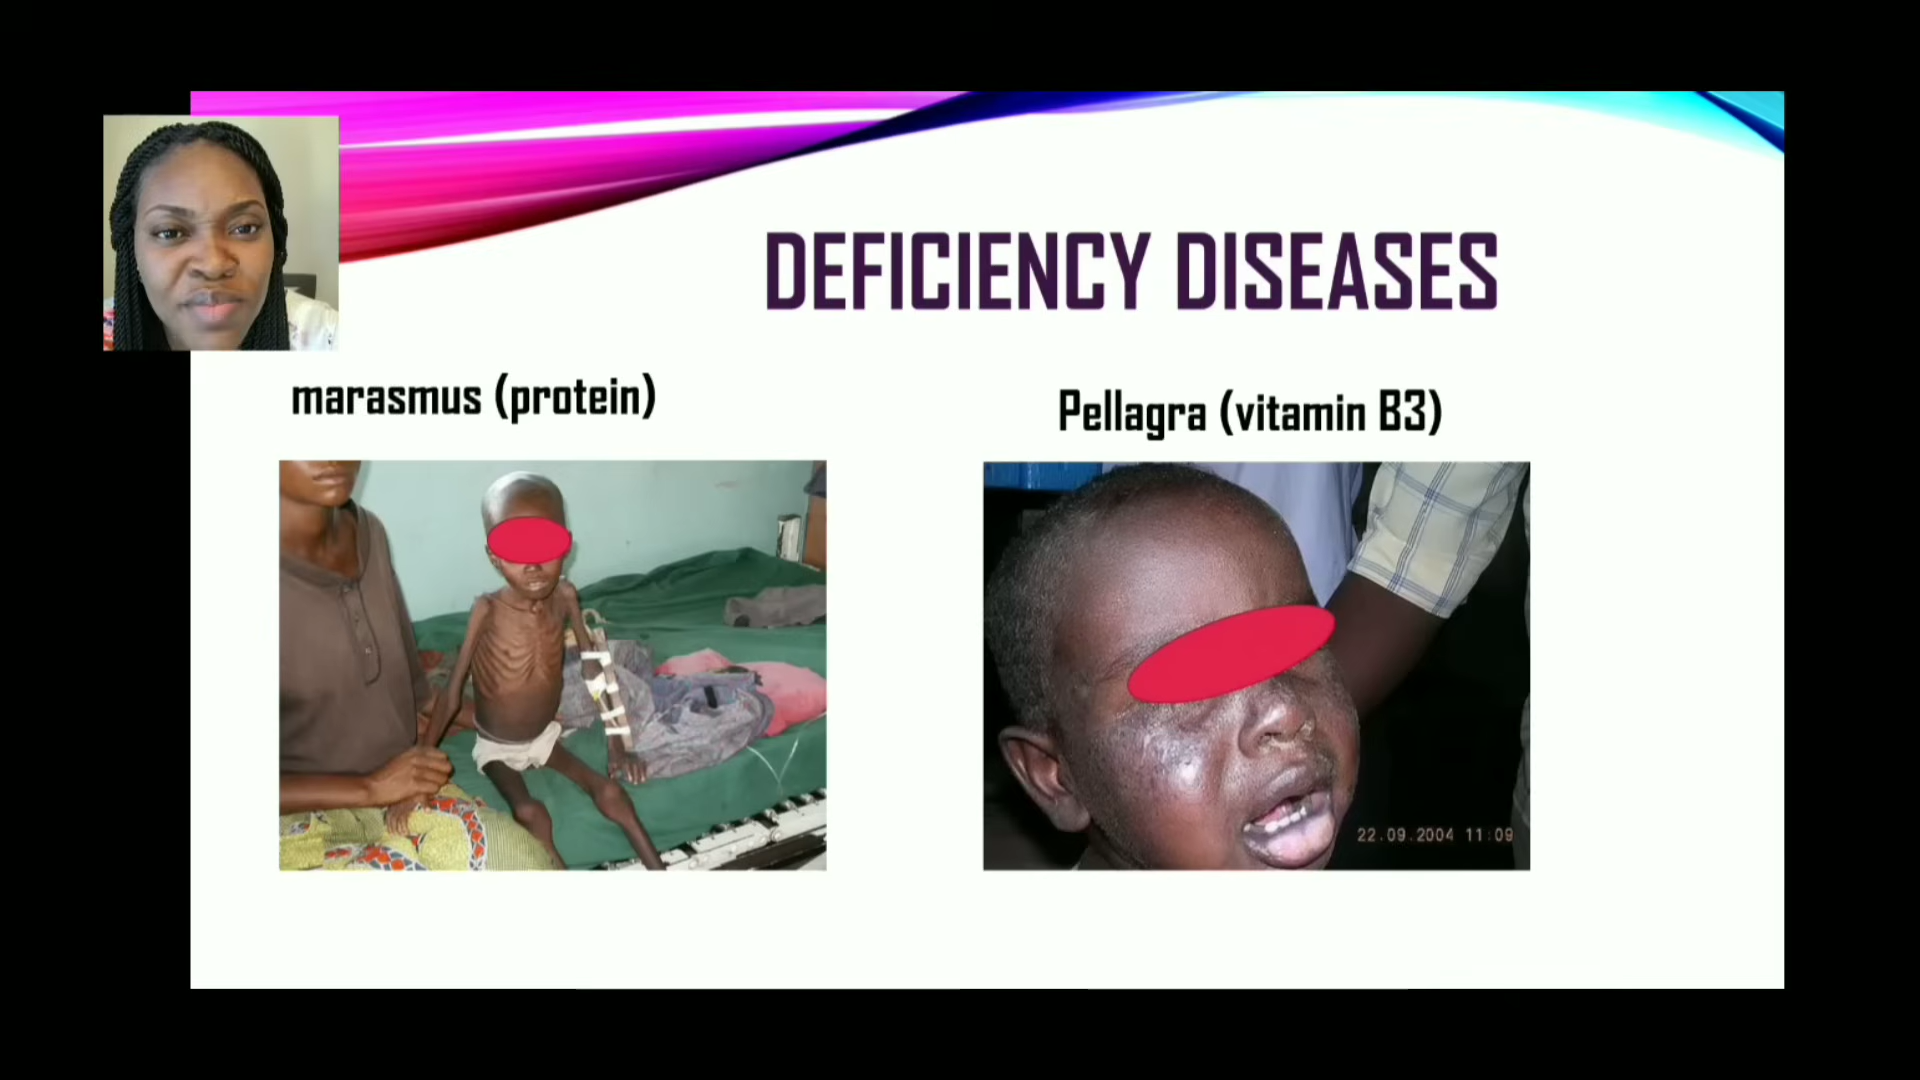 DEFICIENCY DISEASES
marasmus (protein)
Pellagra (vitamin B3)
22.09.2004 11:09